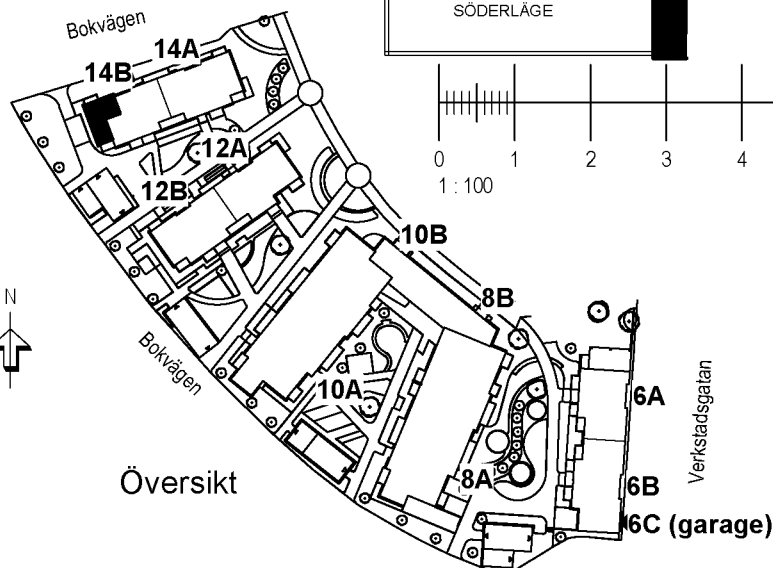 SÖDERLÄGE
Bokvägen
14A
14B
0 1 2 3 4
1 : 100
12A
12B
10B
N
8B
Bokvägen
10A
6A
Verkstadsgatan
Översikt
8A
6B
6C (garage)